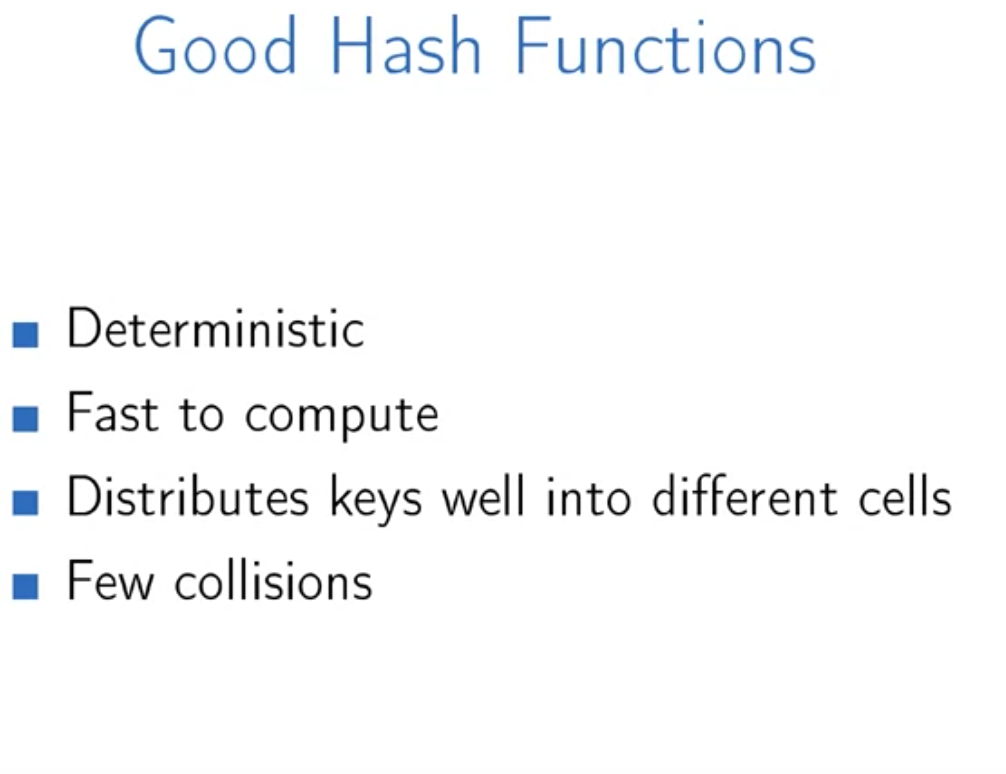 Good Hash Functions
Deterministic
Fast to compute
Distributes keys well into different cells
Few collisions